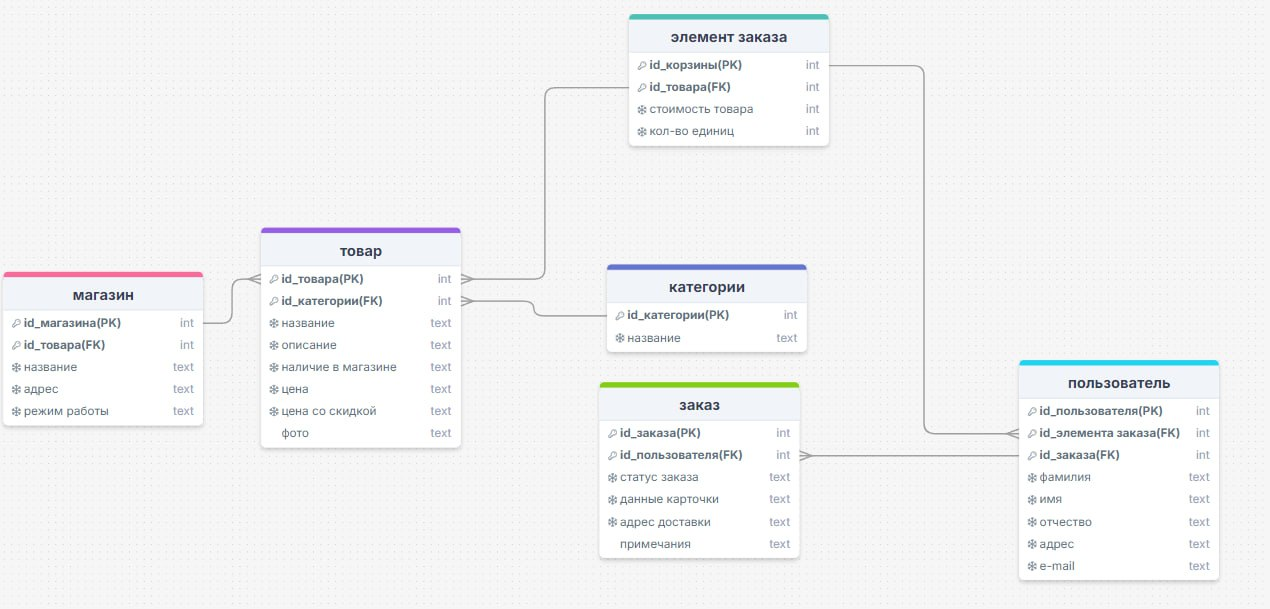 элемент заказа
id_корзины(PK) int
id_товара(FK) int
стоимость товара int
кол-во единиц int
товар
id_товара(PK) int
id_категории(FK) int
название text
описание text
наличие в магазине text
цена text
цена со скидкой text
фото text
магазин
id_магазина(PK) int
id_товара(FK) int
название text
адрес text
режим работы text
категории
id_категории(PK) int
название text
заказ
id_заказа(PK) int
id_пользователя(FK) int
статус заказа text
данные карточки text
адрес доставки text
примечания text
пользователь
id_пользователя(PK) int
id_элемента заказа(FK) int
id_заказа(FK) int
фамилия text
имя text
отчество text
адрес text
e-mail text